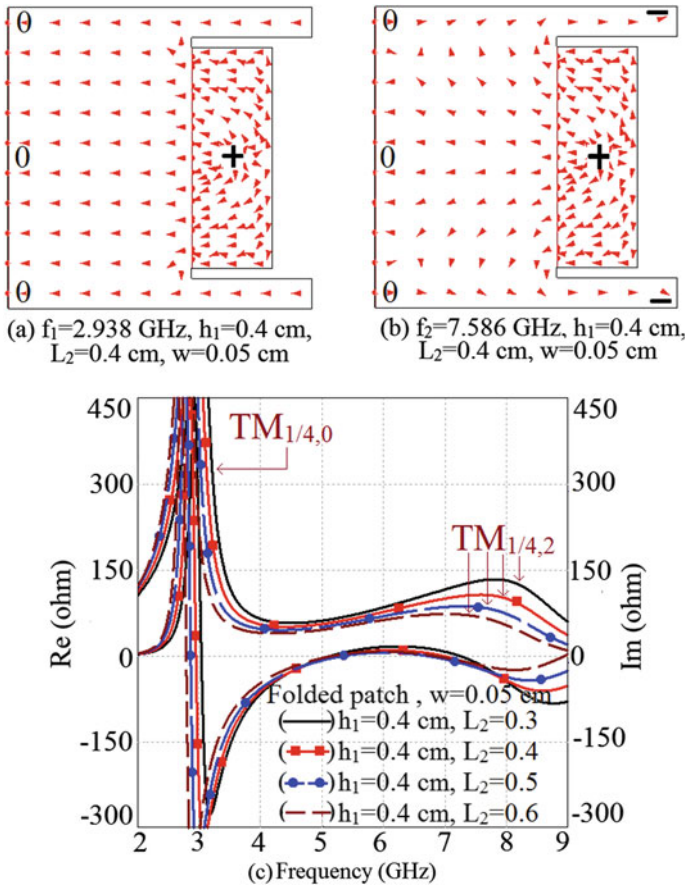 0 0 0 +
− 0 0 0 + −
(a) f₁=2.938 GHz, h₁=0.4 cm,
L₂=0.4 cm, w=0.05 cm
(b) f₂=7.586 GHz, h₁=0.4 cm,
L₂=0.4 cm, w=0.05 cm
450 450
TM₁/₄,₀
300 300
TM₁/₄,₂
150 150
0 0
-150 -150
-300 -300
Re (ohm)
Im (ohm)
Folded patch , w=0.05 cm
h₁=0.4 cm, L₂=0.3
h₁=0.4 cm, L₂=0.4
h₁=0.4 cm, L₂=0.5
h₁=0.4 cm, L₂=0.6
2 3 4 5 6 7 8 9
(c) Frequency (GHz)